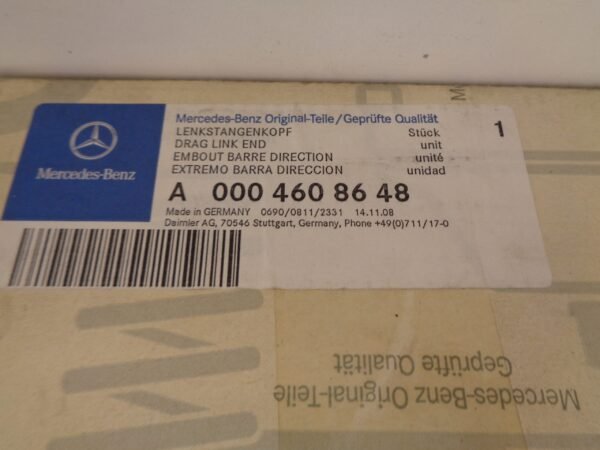 Mercedes-Benz
Mercedes-Benz Original-Teile/Geprüfte Qualität
LENKSTANGENKOPF Stück 1
DRAG LINK END unit
EMBOUT BARRE DIRECTION unité
EXTREMO BARRA DIRECCION unidad
A 000 460 86 48
Made in GERMANY 0690/0811/2331 14.11.08
Daimler AG, 70546 Stuttgart, Germany, Phone +49(0)711/17-0
Mercedes-Benz Original-Teile
Geprüfte Qualität